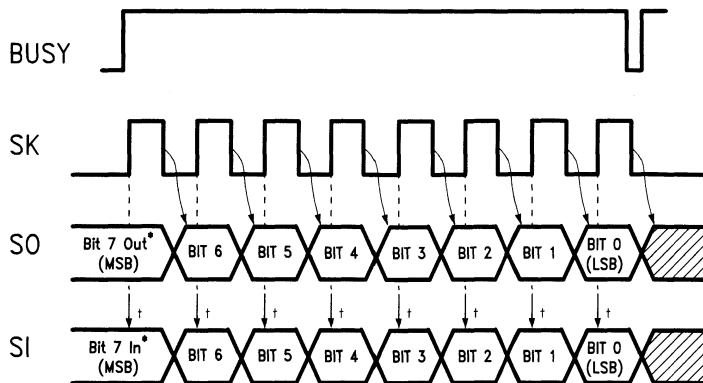 BUSY
SK
SO
Bit 7 Out*
(MSB)
BIT 6
BIT 5
BIT 4
BIT 3
BIT 2
BIT 1
BIT 0
(LSB)
† † † † † † † †
SI
Bit 7 In*
(MSB)
BIT 6
BIT 5
BIT 4
BIT 3
BIT 2
BIT 1
BIT 0
(LSB)